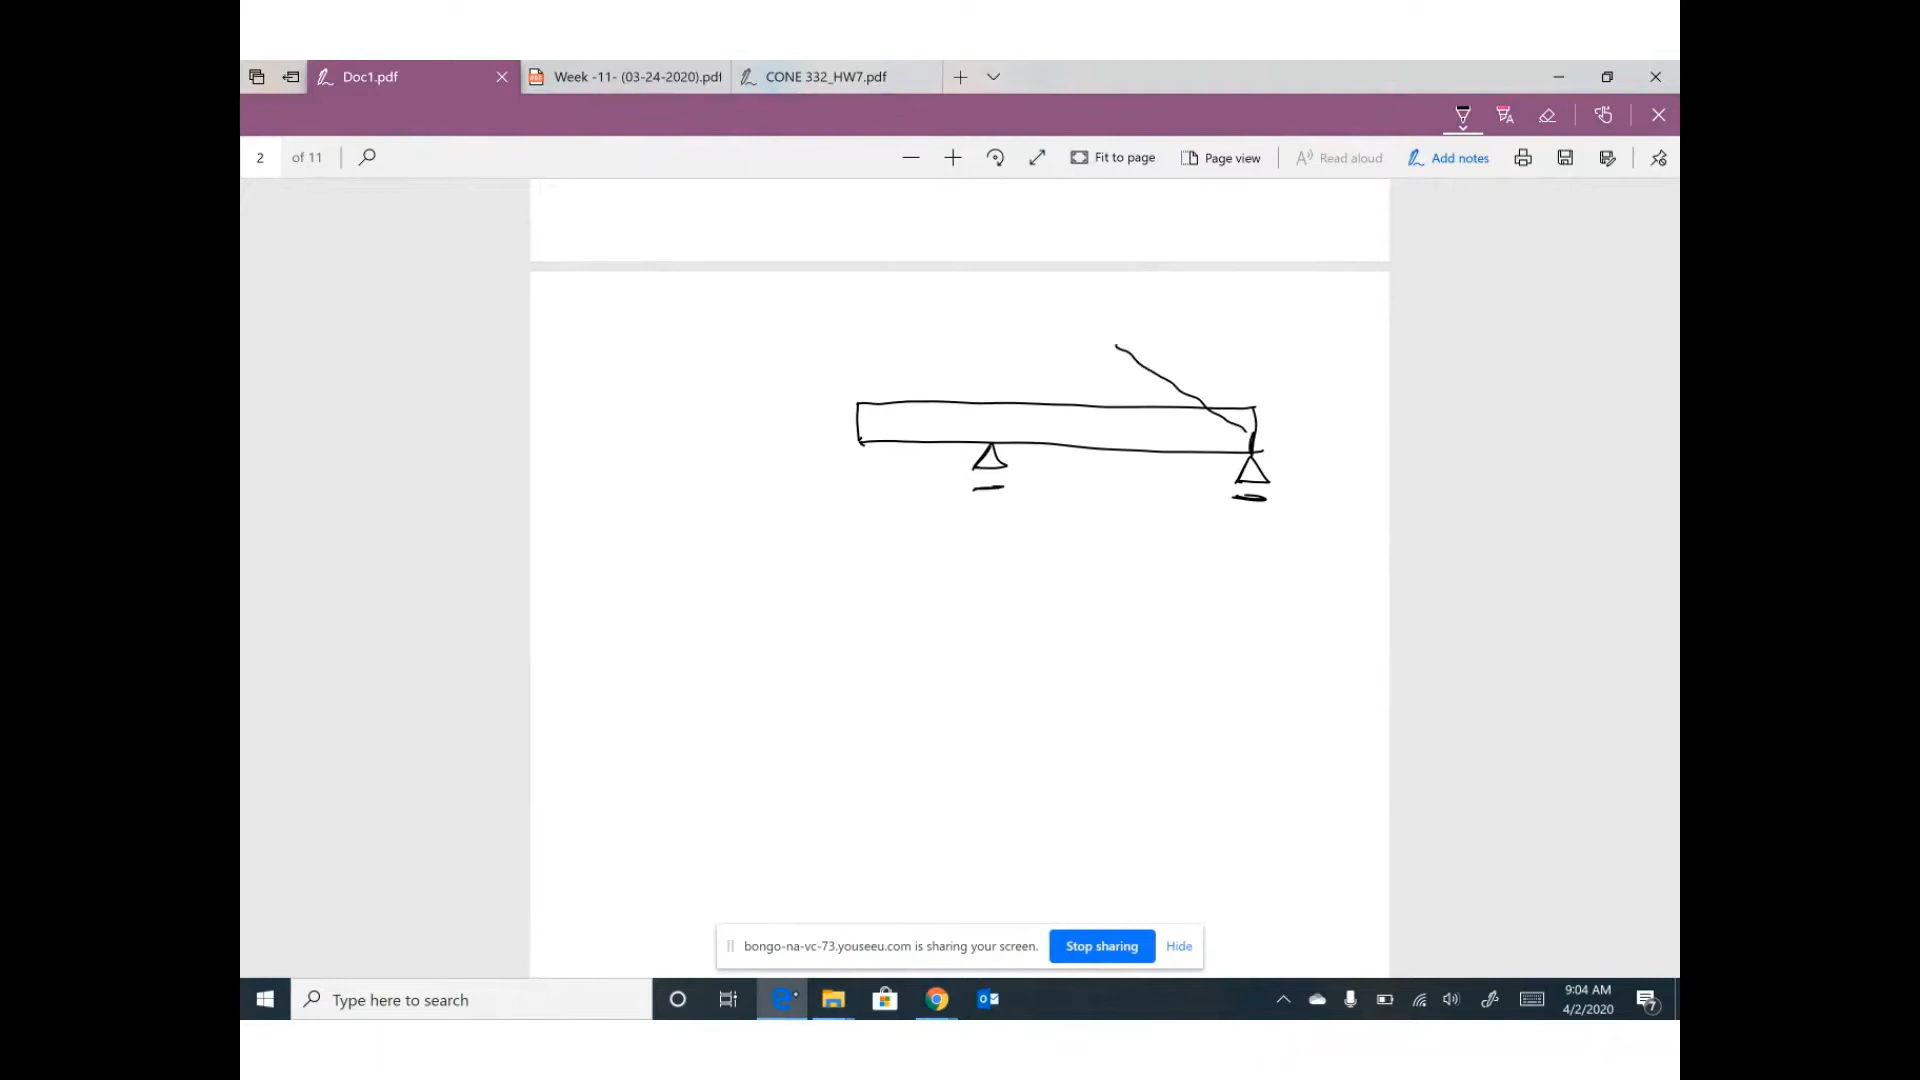 Doc1.pdf
Week -11- (03-24-2020).pdf
CONE 332_HW7.pdf
2 of 11
Fit to page
Page view
Read aloud
Add notes
bongo-na-vc-73.youseeu.com is sharing your screen.
Stop sharing
Hide
Type here to search
9:04 AM
4/2/2020
7